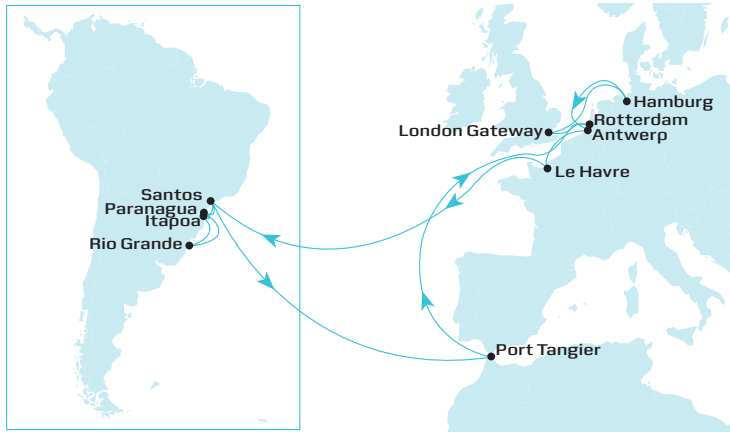 Hamburg
Rotterdam
London Gateway
Antwerp
Le Havre
Santos
Paranagua
Itapoa
Rio Grande
Port Tangier